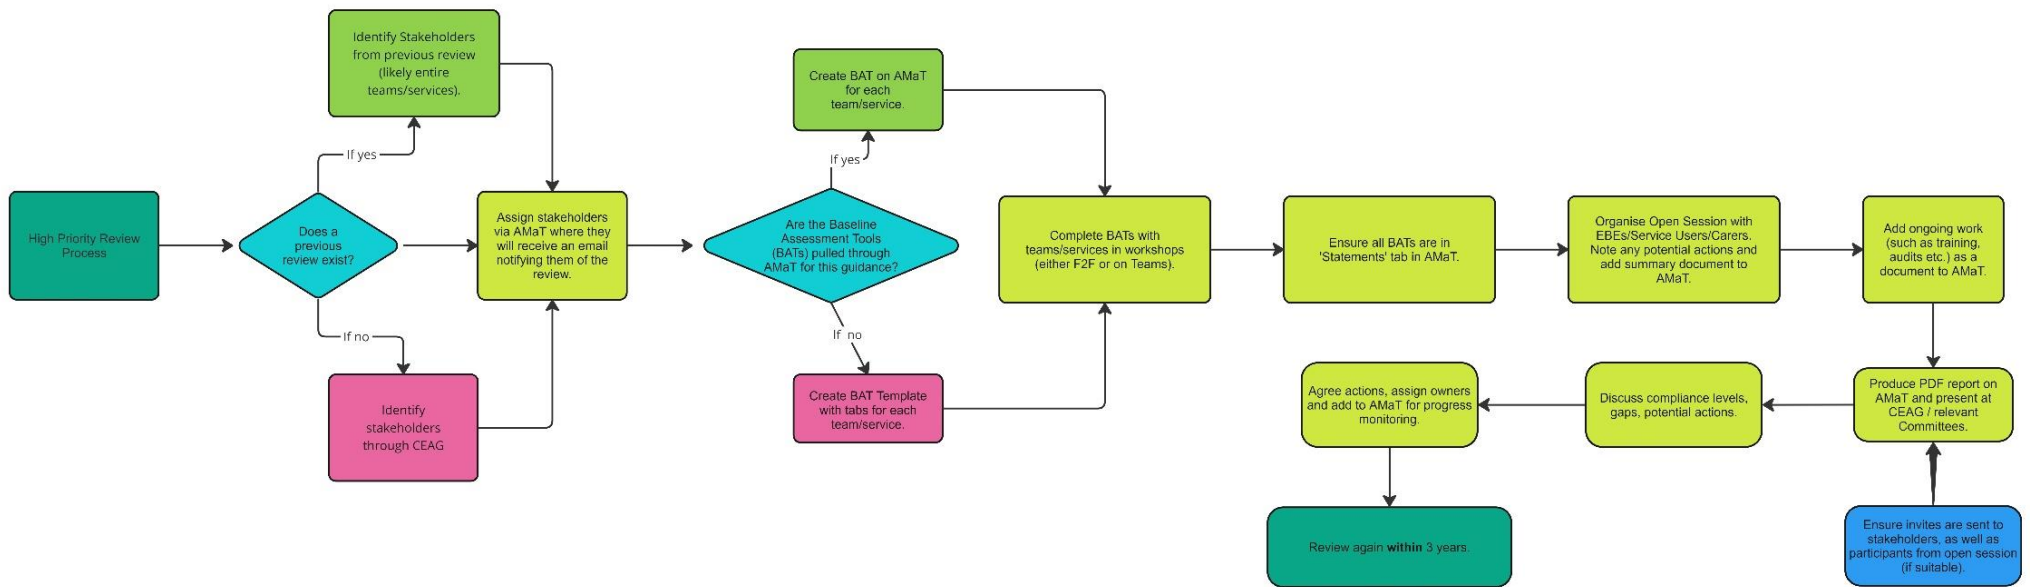 High Priority Review
Process
Does a
previous
review exist?
If yes
Identify Stakeholders
from previous review
(likely entire
teams/services).
If no
Identify
stakeholders
through CEAG
Assign stakeholders
via AMaT where they
will receive an email
notifying them of the
review.
Are the Baseline
Assessment Tools
(BATs) pulled through
AMaT for this guidance?
If yes
Create BAT on AMaT
for each
team/service.
If no
Create BAT Template
with tabs for each
team/service.
Complete BATs with
teams/services in workshops
(either F2F or on Teams).
Ensure all BATs are in
'Statements' tab in AMaT.
Organise Open Session with
EBEs/Service Users/Carers.
Note any potential actions and
add summary document to
AMaT.
Add ongoing work
(such as training,
audits etc.) as a
document to AMaT.
Produce PDF report on
AMaT and present at
CEAG / relevant
Committees.
Ensure invites are sent to
stakeholders, as well as
participants from open session
(if suitable).
Discuss compliance levels,
gaps, potential actions.
Agree actions, assign owners
and add to AMaT for progress
monitoring.
Review again within 3 years.